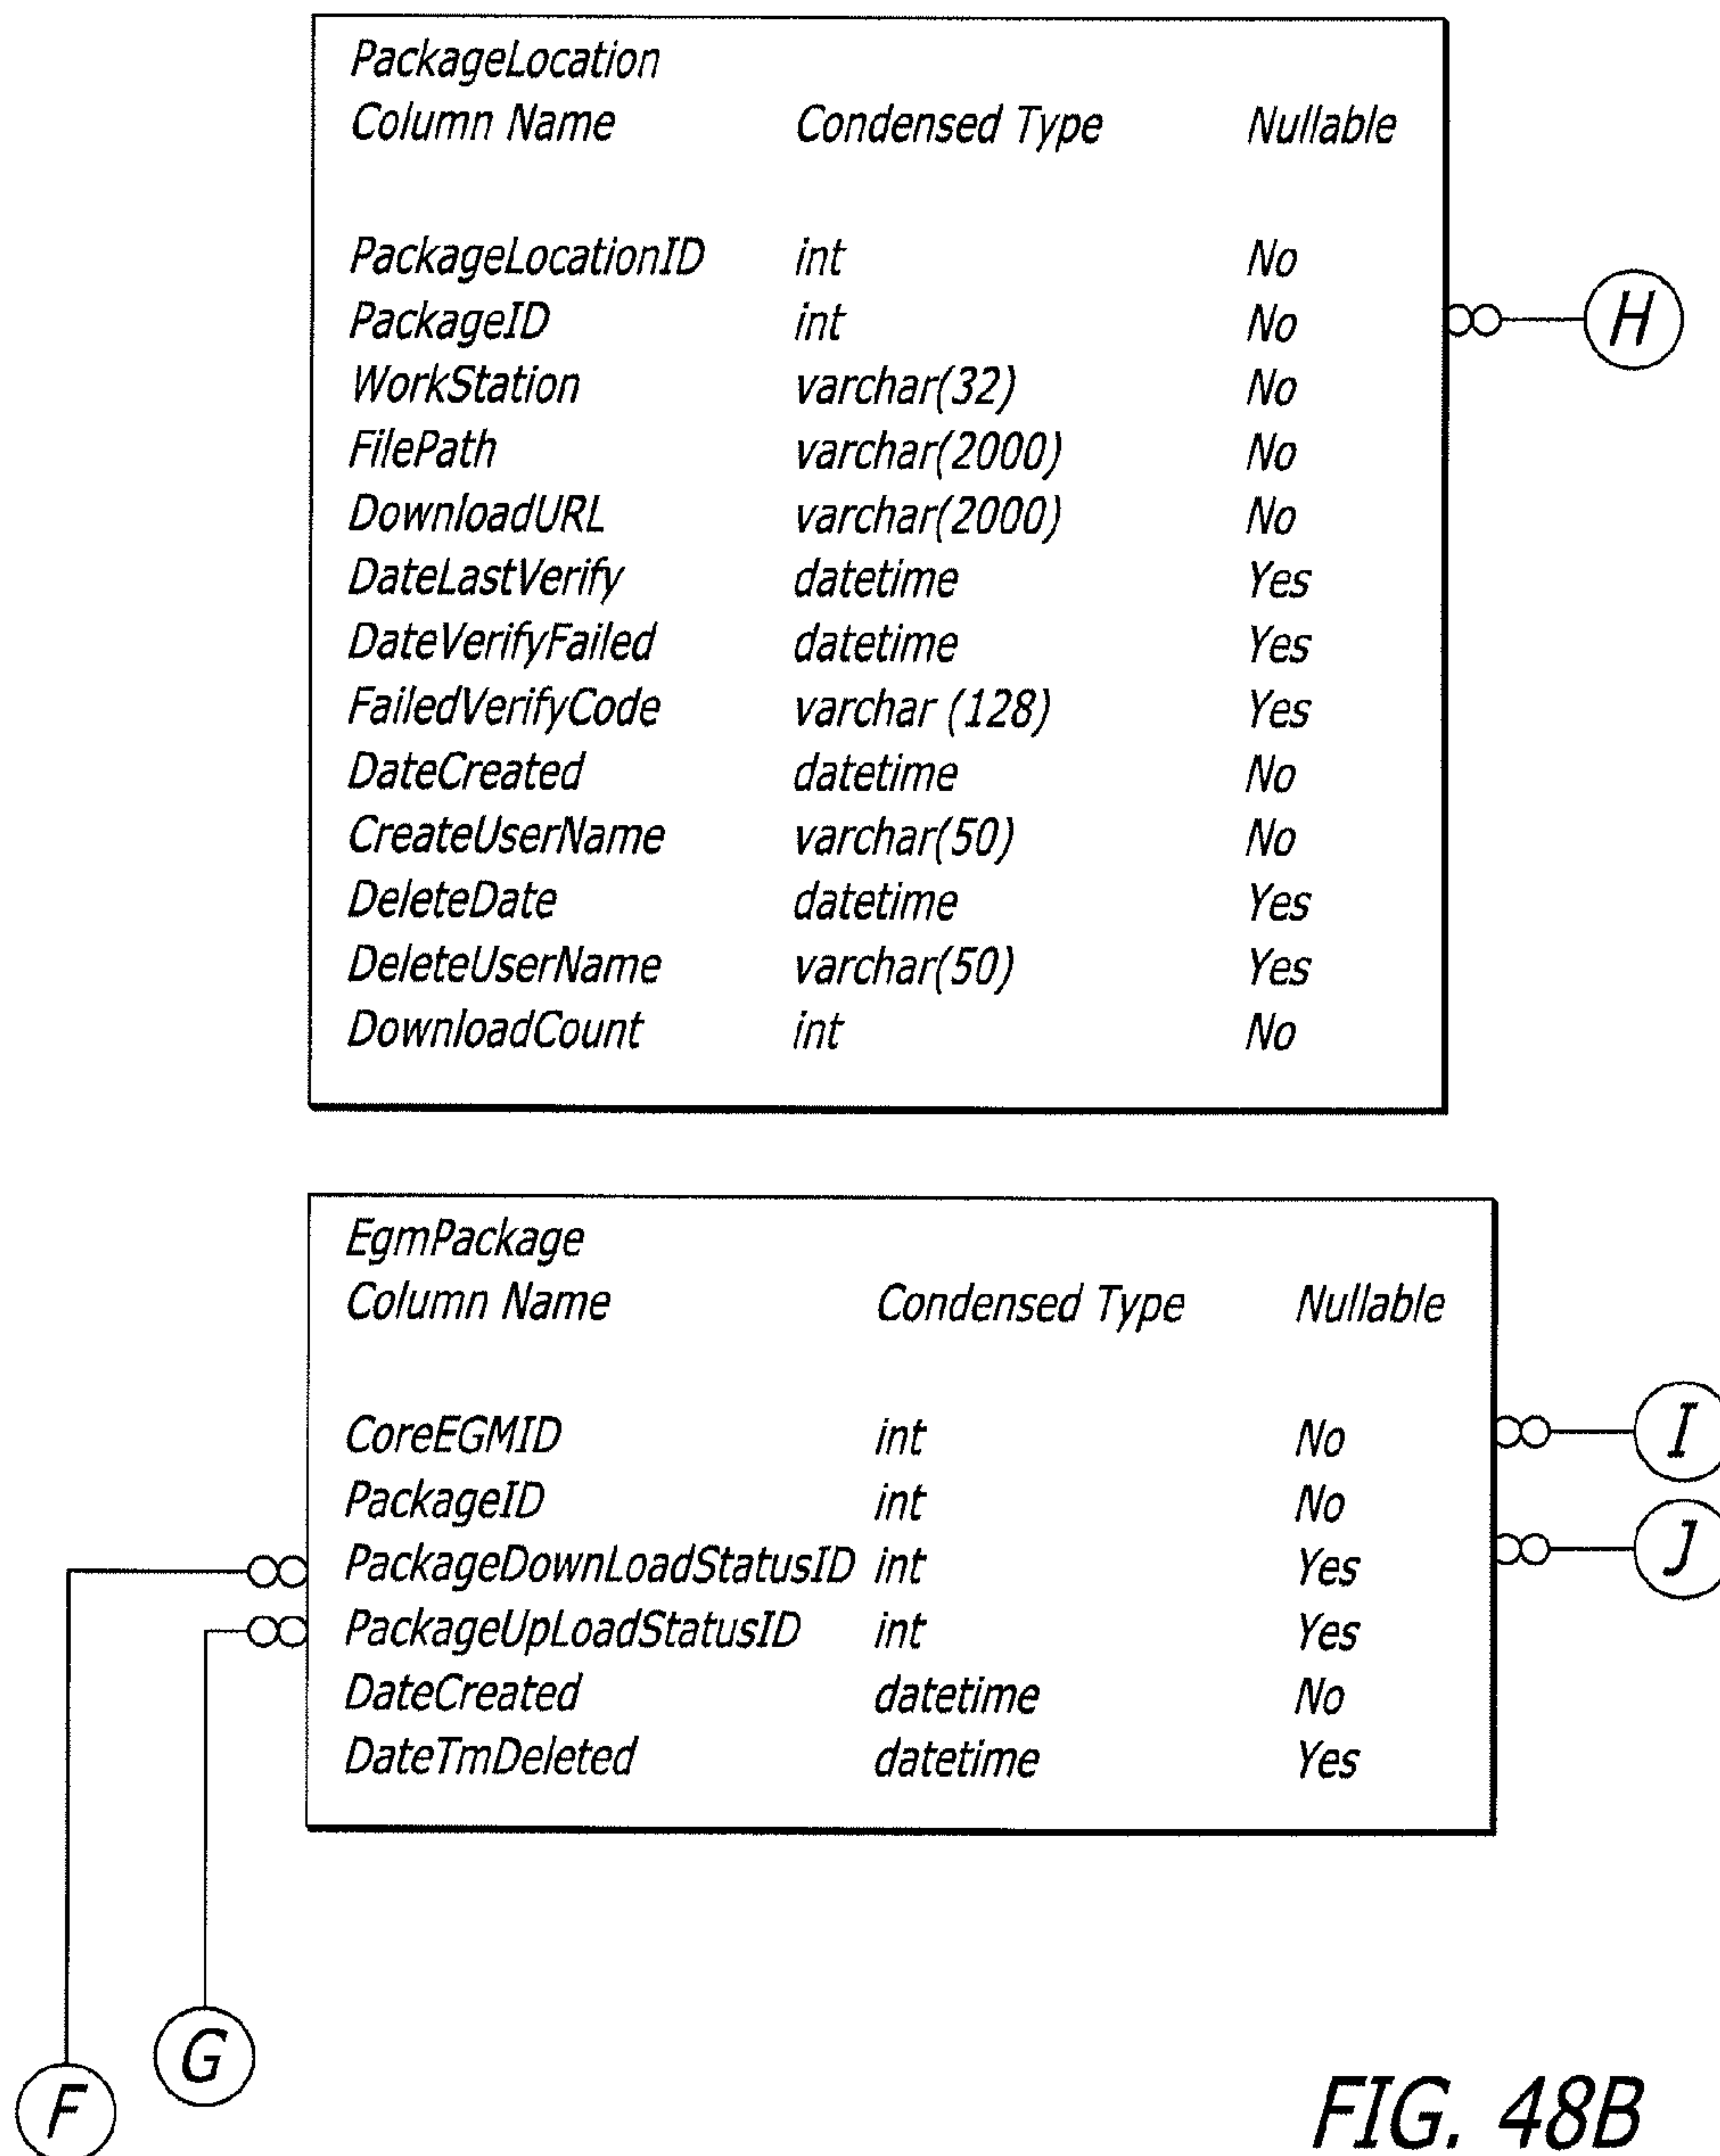 PackageLocation
Column Name Condensed Type Nullable
PackageLocationID int No
PackageID int No
H
WorkStation varchar(32) No
FilePath varchar(2000) No
DownloadURL varchar(2000) No
DateLastVerify datetime Yes
DateVerifyFailed datetime Yes
FailedVerifyCode varchar (128) Yes
DateCreated datetime No
CreateUserName varchar(50) No
DeleteDate datetime Yes
DeleteUserName varchar(50) Yes
DownloadCount int No
EgmPackage
Column Name Condensed Type Nullable
CoreEGMID int No
I
PackageID int No
PackageDownLoadStatusID int Yes
J
PackageUpLoadStatusID int Yes
DateCreated datetime No
DateTmDeleted datetime Yes
G
F
FIG. 48B